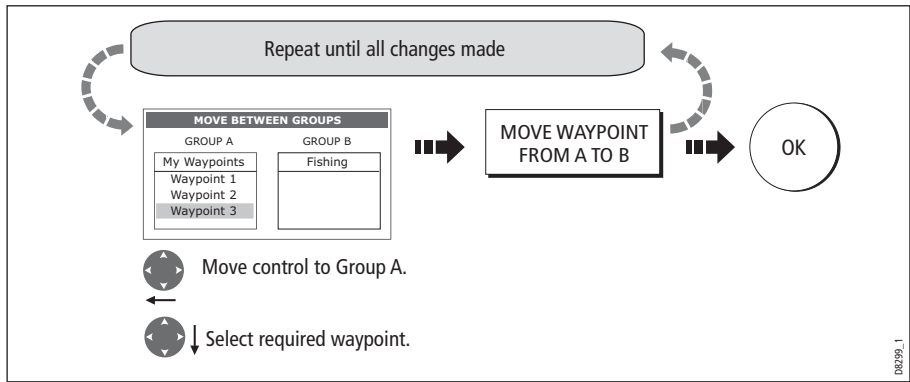 Repeat until all changes made
MOVE BETWEEN GROUPS
GROUP A
GROUP B
My Waypoints
Waypoint 1
Waypoint 2
Waypoint 3
Fishing
MOVE WAYPOINT
FROM A TO B
OK
Move control to Group A.
Select required waypoint.
D8299_1